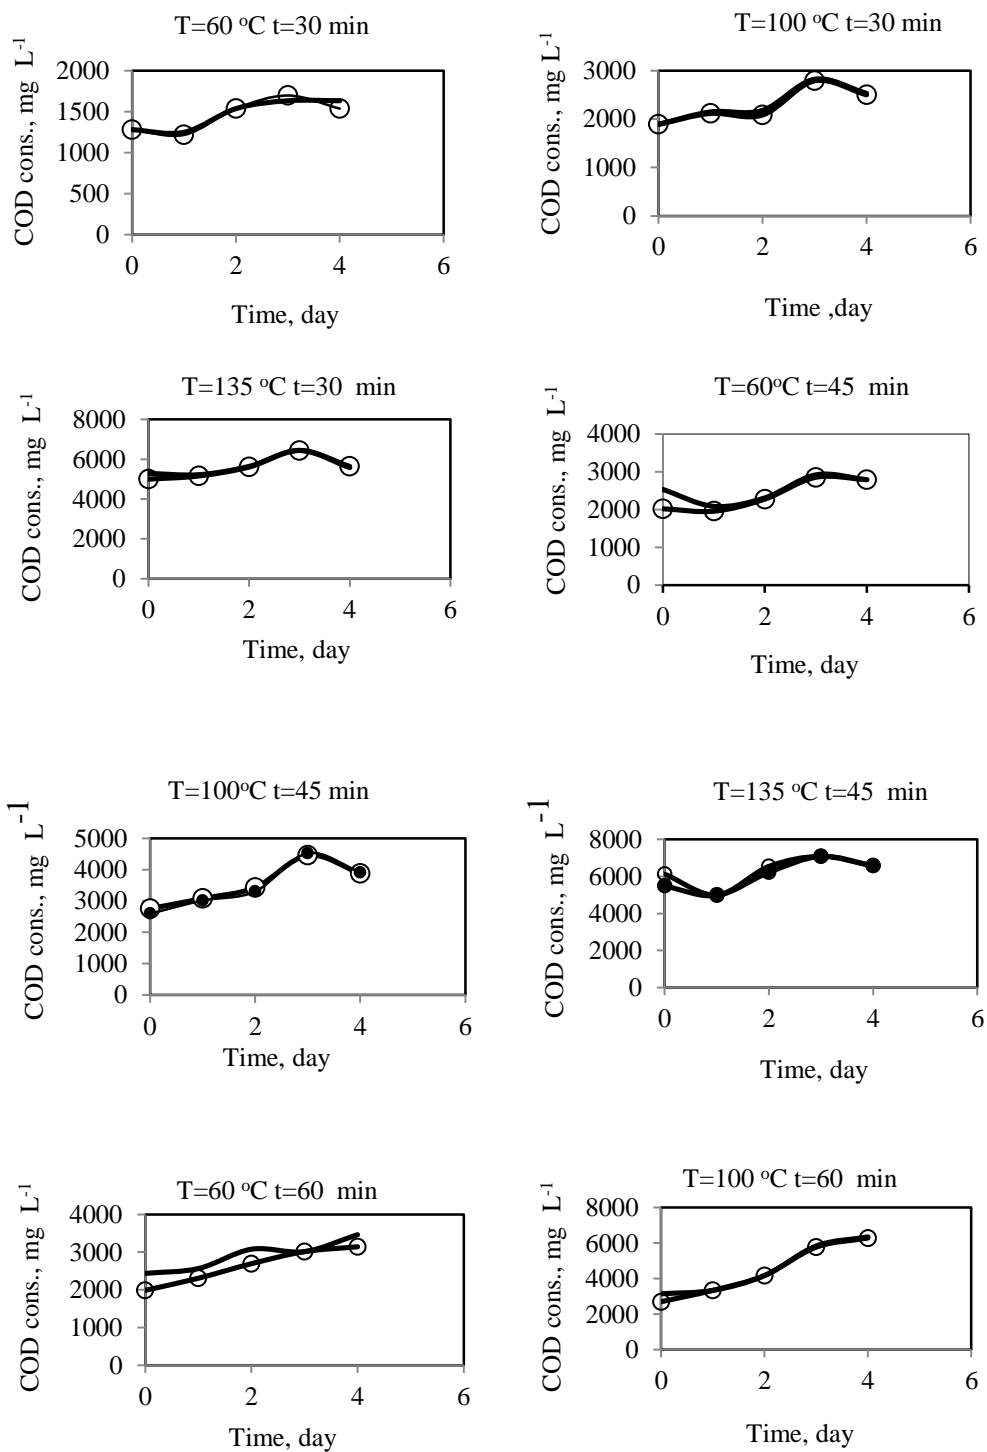 T=60 °C t=30 min
COD cons., mg L-1
2000
1500
1000
500
0
0 2 4 6
Time, day
T=100 °C t=30 min
COD cons., mg L-1
3000
2000
1000
0
0 2 4 6
Time ,day
T=135 °C t=30 min
COD cons., mg L-1
8000
6000
4000
2000
0
0 2 4 6
Time, day
T=60°C t=45 min
COD cons., mg L-1
4000
3000
2000
1000
0
0 2 4 6
Time, day
T=100°C t=45 min
COD cons., mg L-1
5000
4000
3000
2000
1000
0
0 2 4 6
Time, day
T=135 °C t=45 min
COD cons., mg L-1
8000
6000
4000
2000
0
0 2 4 6
Time, day
T=60 °C t=60 min
COD cons., mg L-1
4000
3000
2000
1000
0
0 2 4 6
Time, day
T=100 °C t=60 min
COD cons., mg L-1
8000
6000
4000
2000
0
0 2 4 6
Time, day